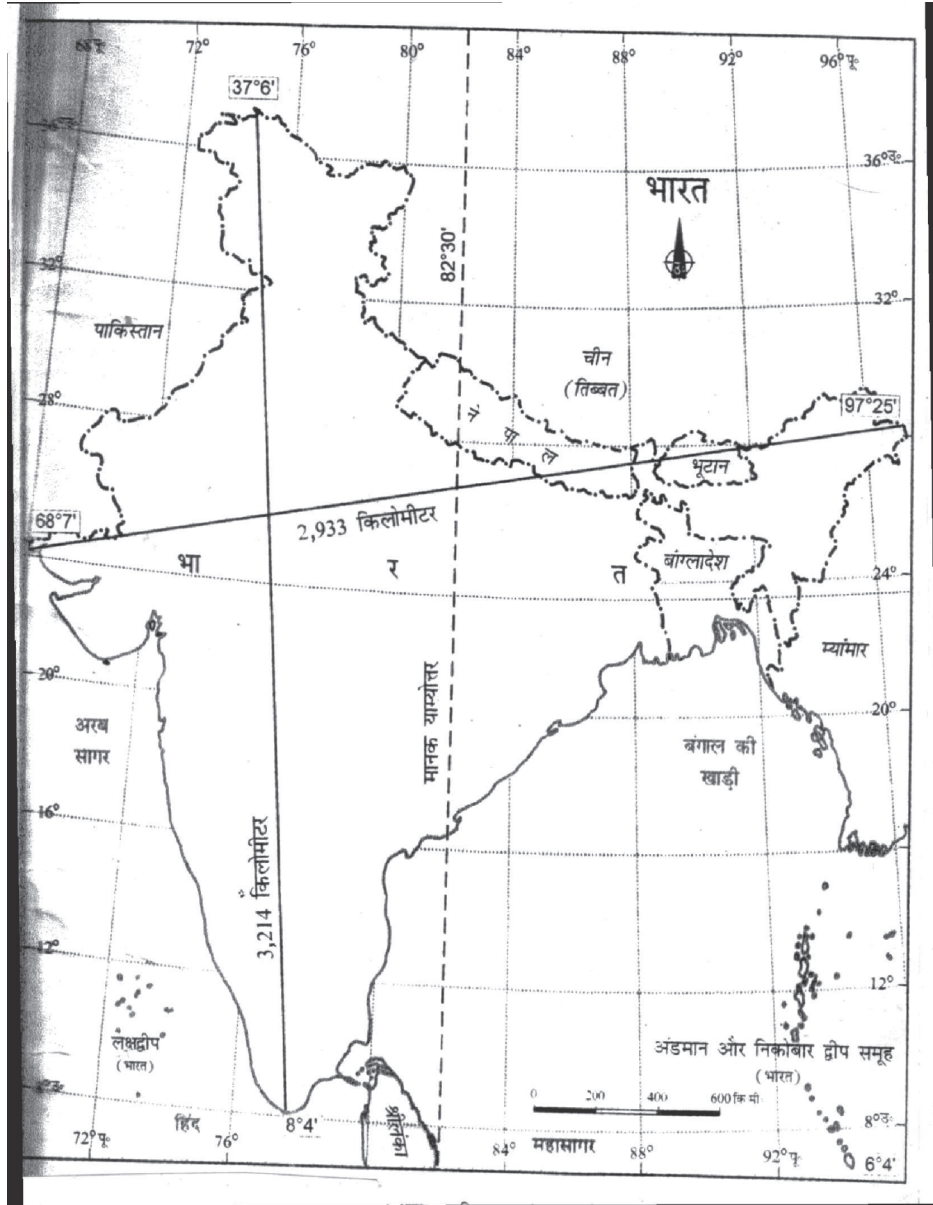 68°पू.
72°
76°
80°
84°
88°
92°
96°पू.
37°6'
36°उ.
36°उ.
भारत
82°30'
32°
32°
पाकिस्तान
चीन
(तिब्बत)
28°
नेपाल
97°25'
भूटान
68°7'
2,933 किलोमीटर
भा र त
बांग्लादेश
24°
म्यांमार
20°
20°
मानक याम्योत्तर
अरब
सागर
बंगाल की
खाड़ी
16°
3,214 किलोमीटर
12°
12°
लक्षद्वीप
(भारत)
अंडमान और निकोबार द्वीप समूह
(भारत)
0 200 400 600 कि मी
श्रीलंका
8°उ.
हिंद
महासागर
72°पू.
76°
8°4'
84°
88°
92°पू.
6°4'